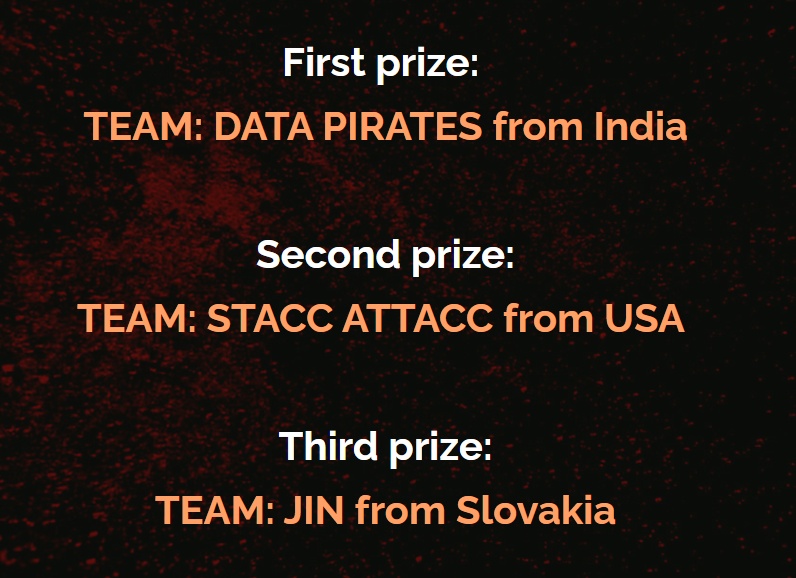 First prize:
TEAM: DATA PIRATES from India
Second prize:
TEAM: STACC ATTACC from USA
Third prize:
TEAM: JIN from Slovakia